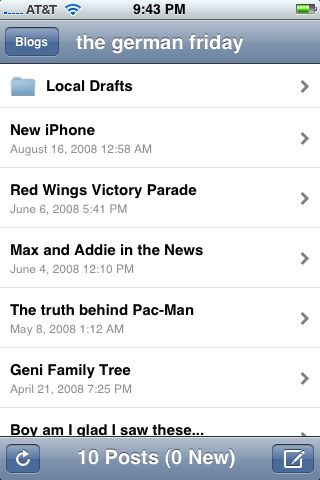 AT&T 9:43 PM
Blogs the german friday
Local Drafts
New iPhone
August 16, 2008 12:58 AM
Red Wings Victory Parade
June 6, 2008 5:41 PM
Max and Addie in the News
June 4, 2008 12:10 PM
The truth behind Pac-Man
May 8, 2008 1:12 AM
Geni Family Tree
April 21, 2008 7:25 PM
Boy am I glad I saw these...
10 Posts (0 New)